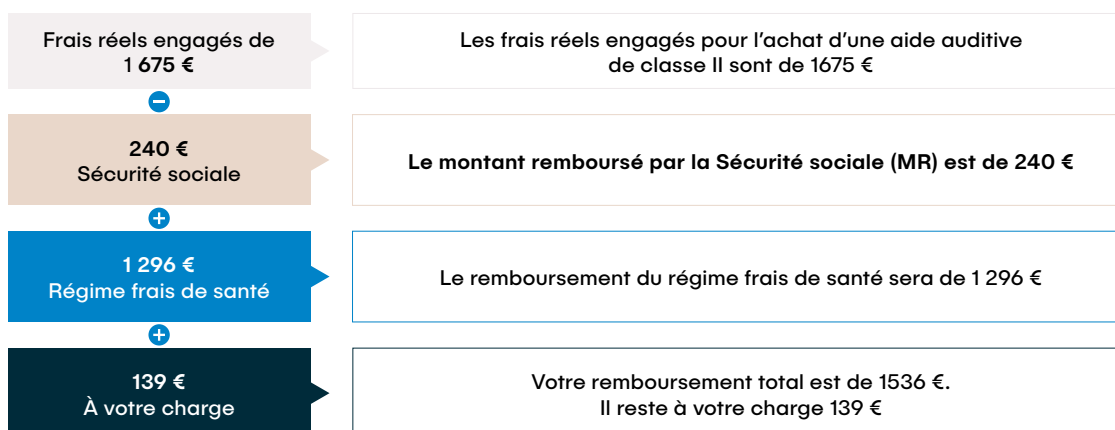 Frais réels engagés de
1 675 €
Les frais réels engagés pour l'achat d'une aide auditive
de classe II sont de 1675 €
−
240 €
Sécurité sociale
Le montant remboursé par la Sécurité sociale (MR) est de 240 €
+
1 296 €
Régime frais de santé
Le remboursement du régime frais de santé sera de 1 296 €
+
139 €
À votre charge
Votre remboursement total est de 1536 €.
Il reste à votre charge 139 €